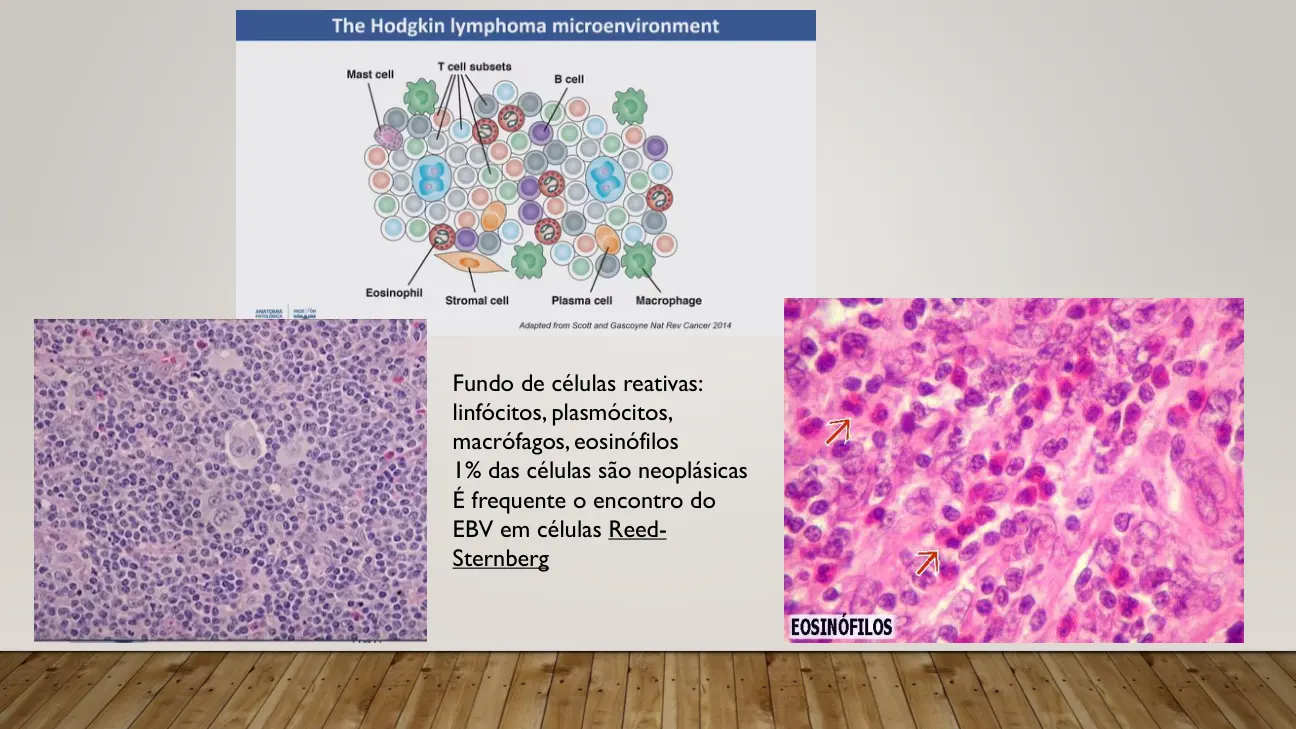 The Hodgkin lymphoma microenvironment
Mast cell
T cell subsets
B cell
Eosinophil
Stromal cell
Plasma cell
Macrophage
ANATOMIA
PATOLÓGICA
Adapted from Scott and Gascoyne Nat Rev Cancer 2014
Fundo de células reativas:
linfócitos, plasmócitos,
macrófagos, eosinófilos
1% das células são neoplásicas
É frequente o encontro do
EBV em células Reed-
Sternberg
EOSINÓFILOS